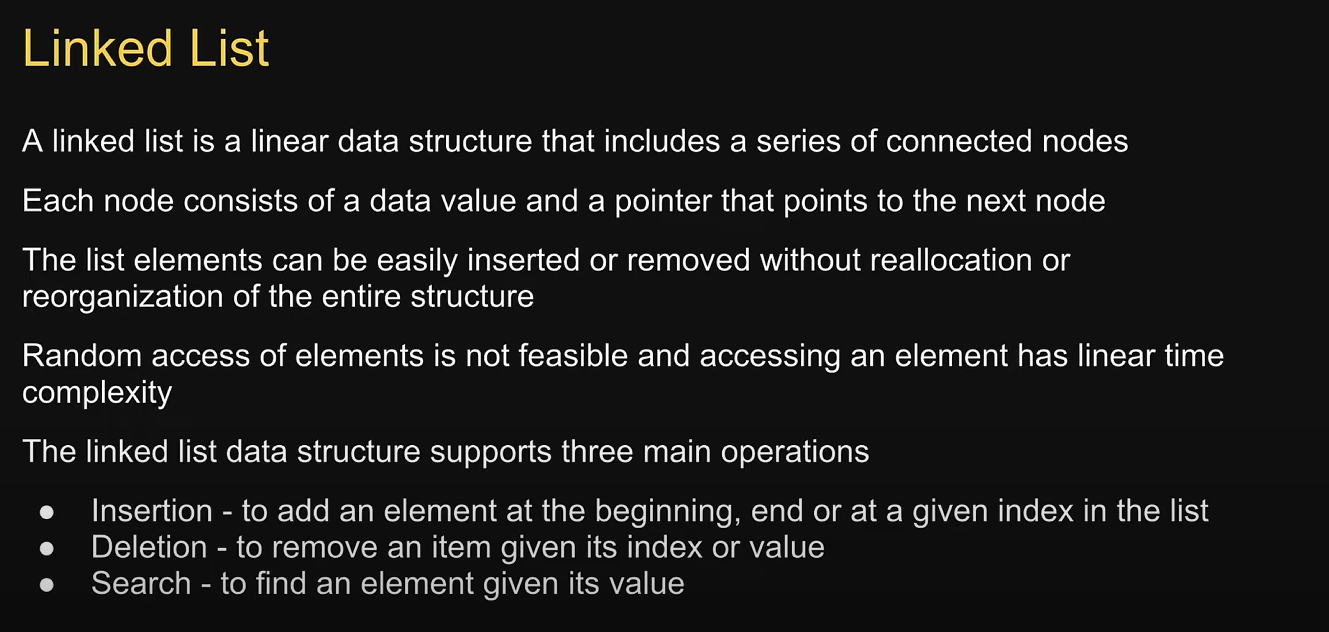 Linked List
A linked list is a linear data structure that includes a series of connected nodes
Each node consists of a data value and a pointer that points to the next node
The list elements can be easily inserted or removed without reallocation or
reorganization of the entire structure
Random access of elements is not feasible and accessing an element has linear time
complexity
The linked list data structure supports three main operations
● Insertion - to add an element at the beginning, end or at a given index in the list
● Deletion - to remove an item given its index or value
● Search - to find an element given its value